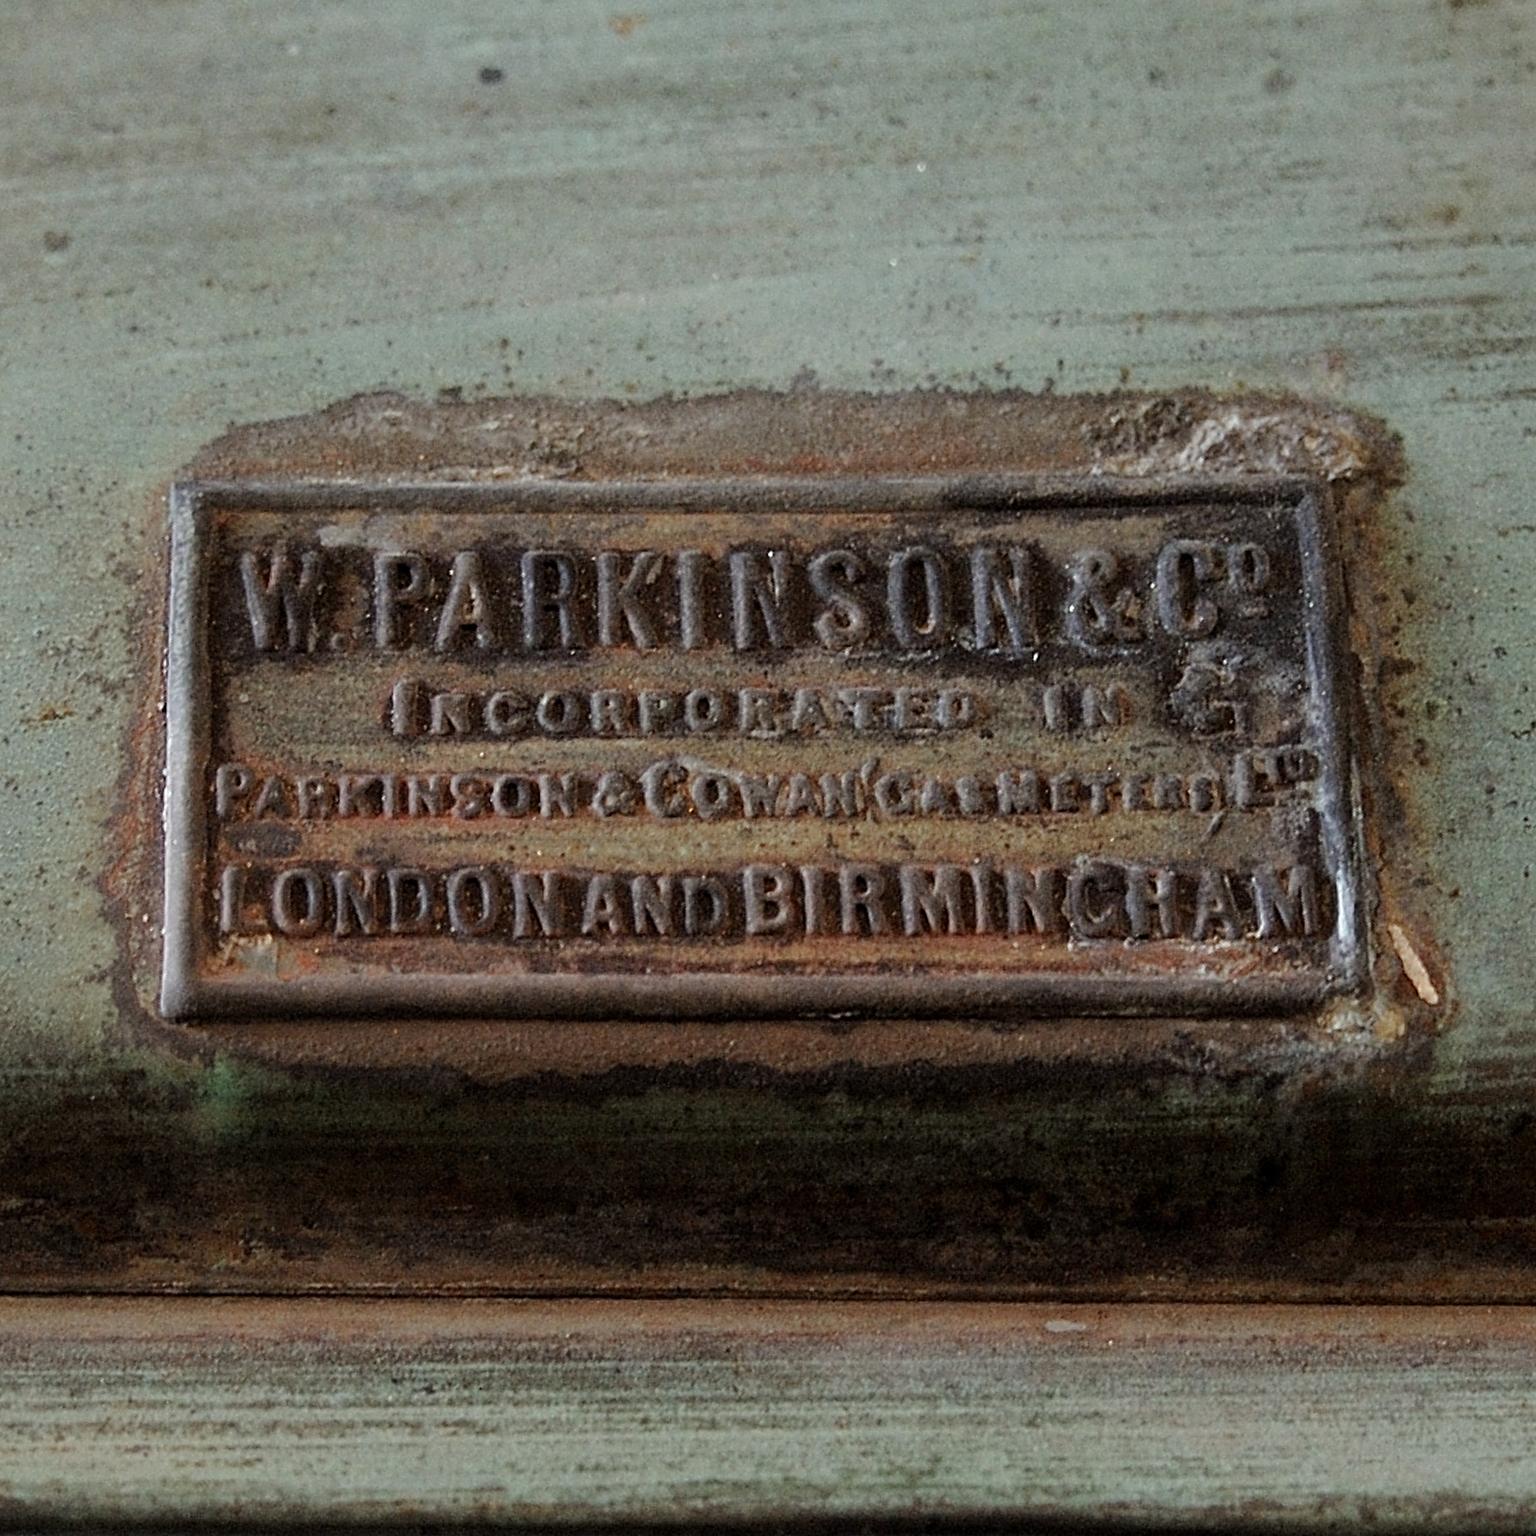 W. PARKINSON & Co
INCORPORATED IN
PARKINSON & COWAN (GAS METERS) LTD
LONDON AND BIRMINGHAM